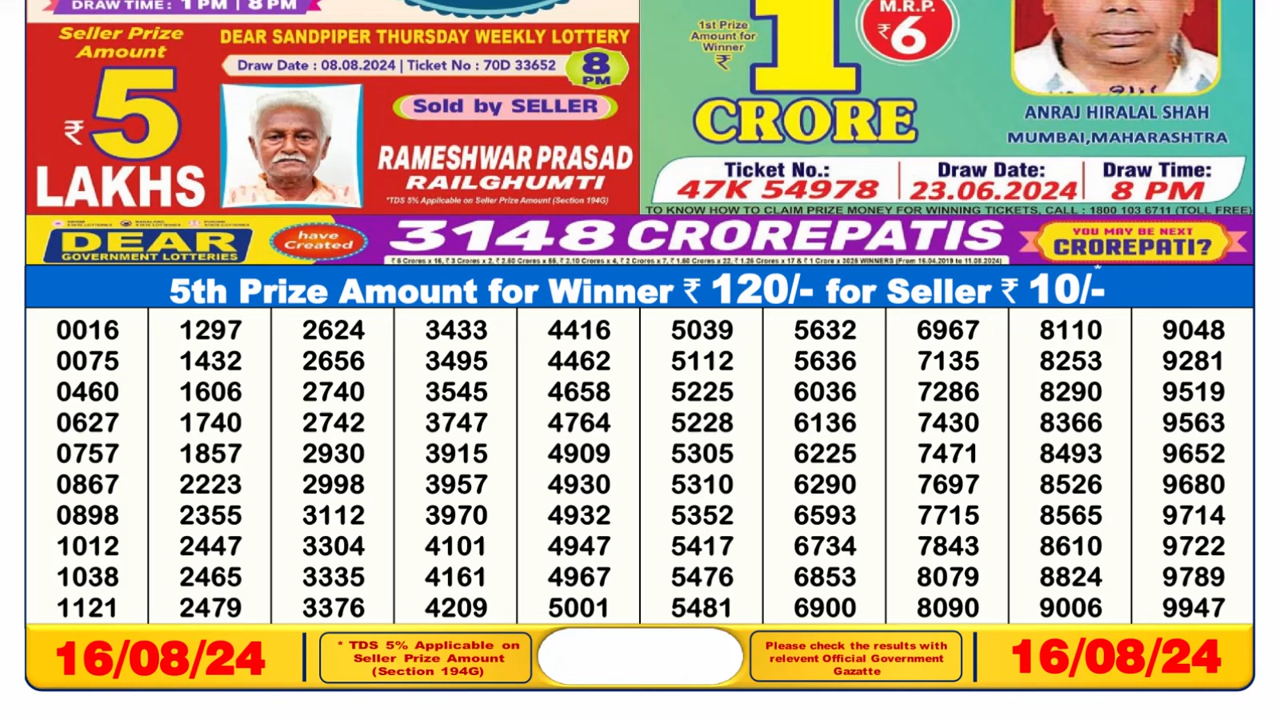 DRAW TIME : 1 PM | 8 PM
Seller Prize
Amount
₹ 5
LAKHS
DEAR SANDPIPER THURSDAY WEEKLY LOTTERY
Draw Date : 08.08.2024 | Ticket No : 70D 33652
8
PM
Sold by SELLER
RAMESHWAR PRASAD
RAILGHUMTI
*TDS 5% Applicable on Seller Prize Amount (Section 194G)
1st Prize
Amount for
Winner
₹
1
CRORE
M.R.P.
₹6
ANRAJ HIRALAL SHAH
MUMBAI,MAHARASHTRA
Ticket No.: Draw Date: Draw Time:
47K 54978 23.06.2024 8 PM
TO KNOW HOW TO CLAIM PRIZE MONEY FOR WINNING TICKETS, CALL : 1800 103 6711 (TOLL FREE)
DEAR
GOVERNMENT LOTTERIES
have
Created
3148 CROREPATIS
YOU MAY BE NEXT
CROREPATI?
5th Prize Amount for Winner ₹ 120/- for Seller ₹ 10/-*
0016 1297 2624 3433 4416 5039 5632 6967 8110 9048
0075 1432 2656 3495 4462 5112 5636 7135 8253 9281
0460 1606 2740 3545 4658 5225 6036 7286 8290 9519
0627 1740 2742 3747 4764 5228 6136 7430 8366 9563
0757 1857 2930 3915 4909 5305 6225 7471 8493 9652
0867 2223 2998 3957 4930 5310 6290 7697 8526 9680
0898 2355 3112 3970 4932 5352 6593 7715 8565 9714
1012 2447 3304 4101 4947 5417 6734 7843 8610 9722
1038 2465 3335 4161 4967 5476 6853 8079 8824 9789
1121 2479 3376 4209 5001 5481 6900 8090 9006 9947
16/08/24
* TDS 5% Applicable on
Seller Prize Amount
(Section 194G)
Please check the results with
relevent Official Government
Gazatte
16/08/24